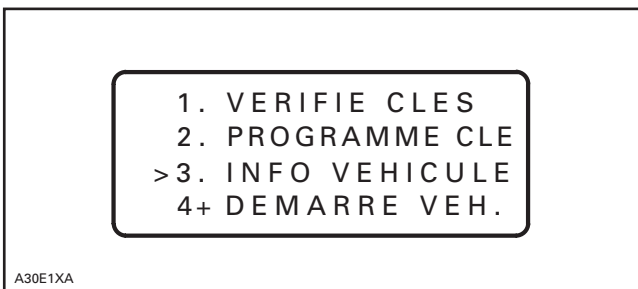 1. VERIFIE CLES
2. PROGRAMME CLE
>3. INFO VEHICULE
4+ DEMARRE VEH.
A30E1XA